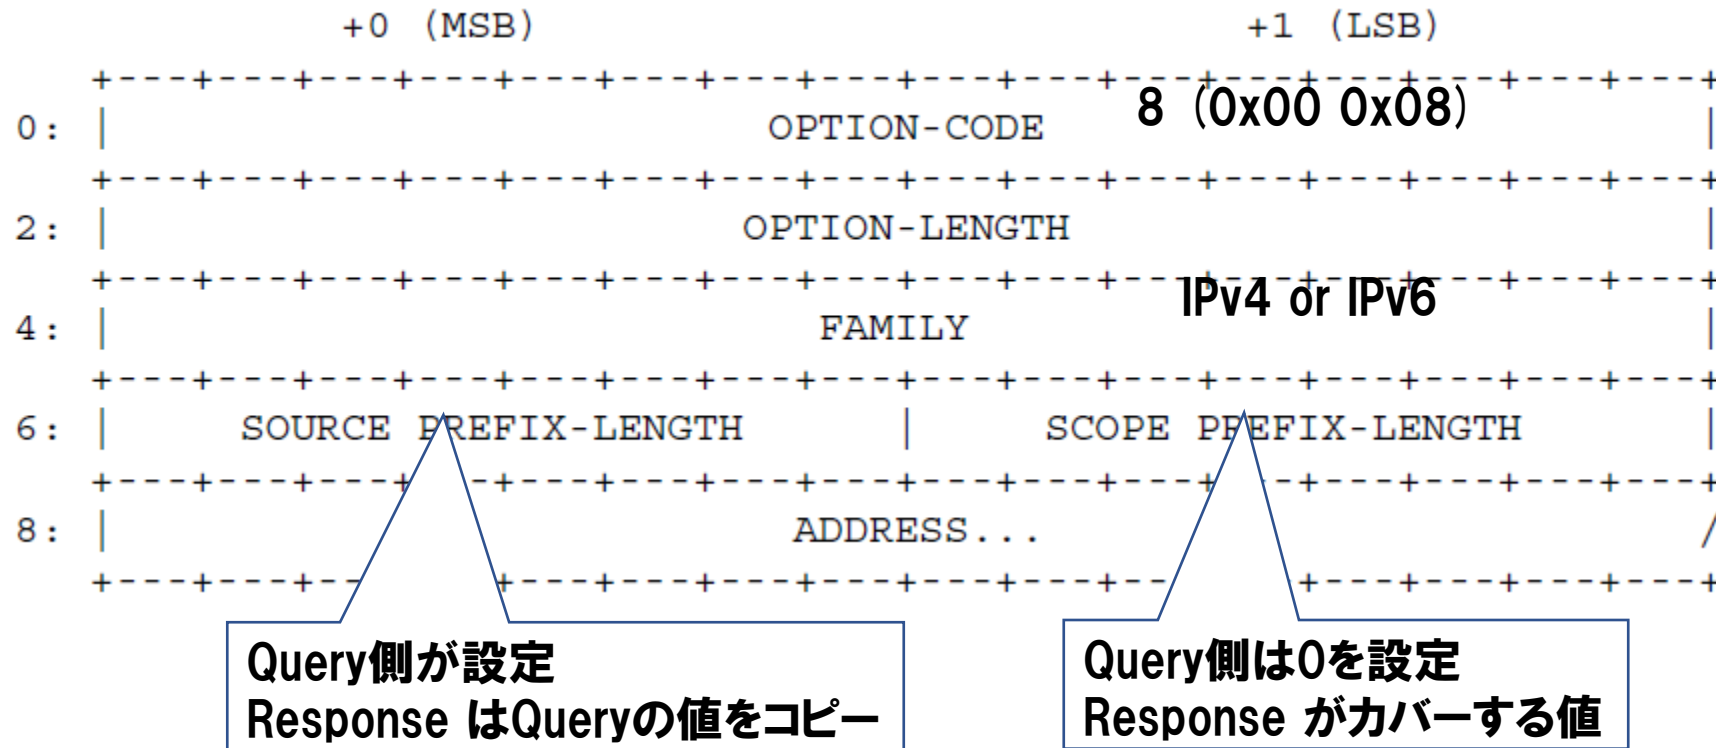 +0 (MSB) +1 (LSB)
+---+---+---+---+---+---+---+---+---+---+---+---+---+---+---+---+
8 (0x00 0x08)
0: | OPTION-CODE |
+---+---+---+---+---+---+---+---+---+---+---+---+---+---+---+---+
2: | OPTION-LENGTH |
+---+---+---+---+---+---+---+---+---+---+---+---+---+---+---+---+
IPv4 or IPv6
4: | FAMILY |
+---+---+---+---+---+---+---+---+---+---+---+---+---+---+---+---+
6: | SOURCE PREFIX-LENGTH | SCOPE PREFIX-LENGTH |
+---+---+---+---+---+---+---+---+---+---+---+---+---+---+---+---+
8: | ADDRESS... /
+---+---+---+---+---+---+---+---+---+---+---+---+---+---+---+---+
Query側が設定
Response はQueryの値をコピー
Query側は0を設定
Response がカバーする値